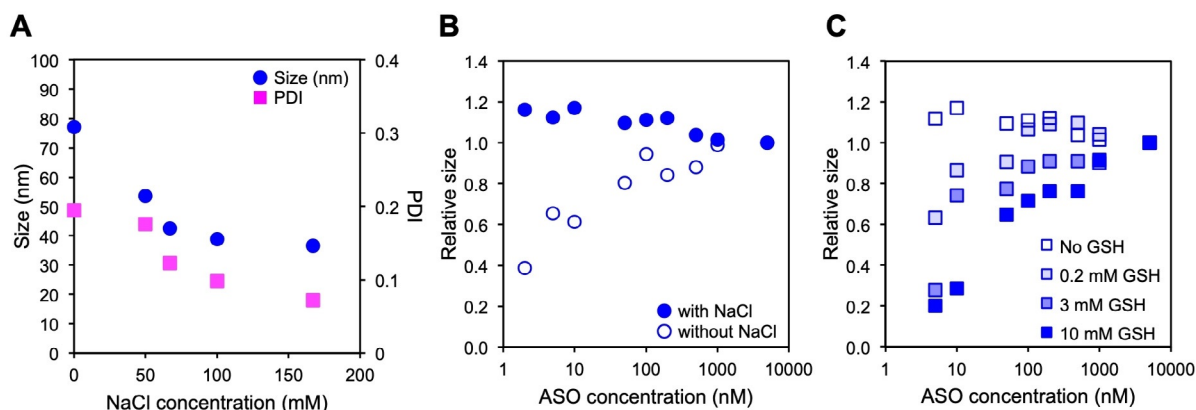 A
B
C
Size (nm)
PDI
100
90
80
70
60
50
40
30
20
10
0
0.4
0.3
0.2
0.1
0
0
50
100
150
200
Size (nm)
PDI
NaCl concentration (mM)
1.4
1.2
1.0
0.8
0.6
0.4
0.2
0.0
Relative size
with NaCl
without NaCl
1
10
100
1000
10000
ASO concentration (nM)
1.4
1.2
1.0
0.8
0.6
0.4
0.2
0.0
Relative size
No GSH
0.2 mM GSH
3 mM GSH
10 mM GSH
1
10
100
1000
10000
ASO concentration (nM)